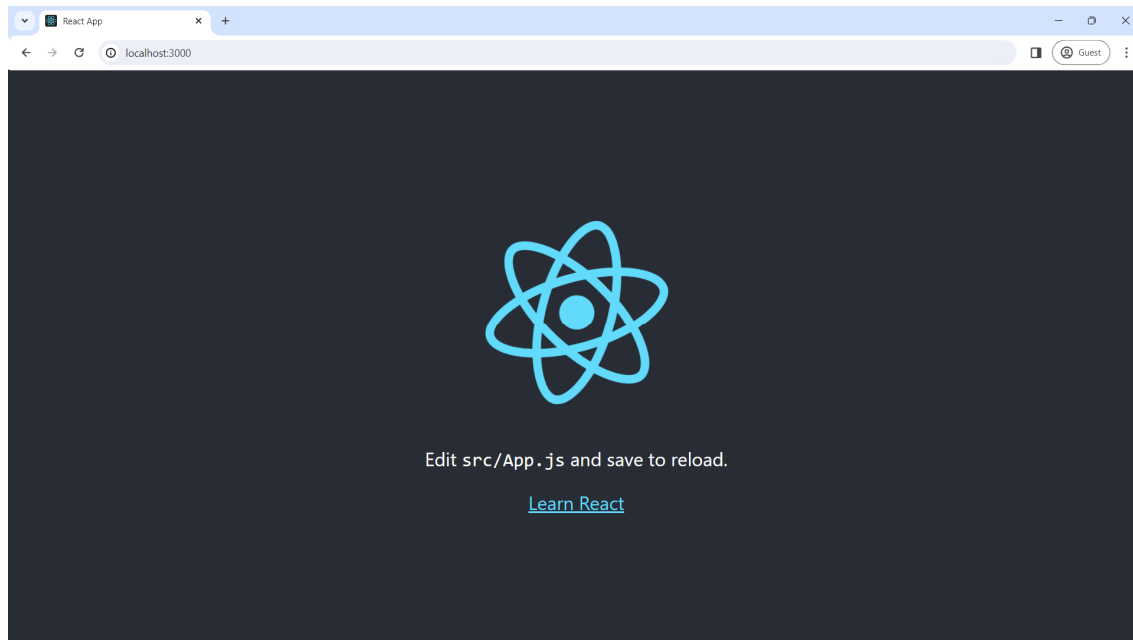 React App
localhost:3000
Guest
Edit src/App.js and save to reload.
Learn React